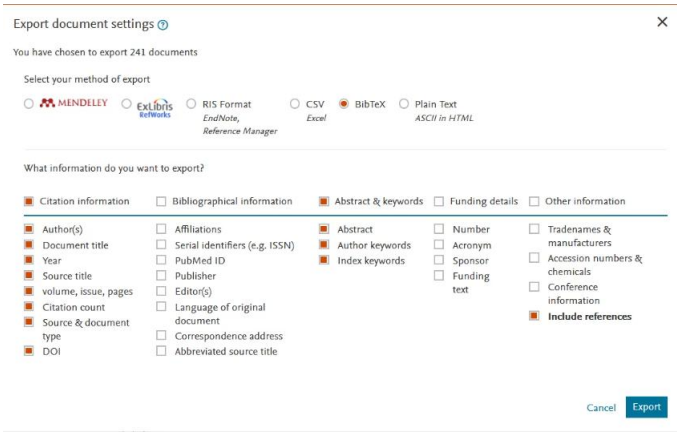 Export document settings ?
You have chosen to export 241 documents
Select your method of export
MENDELEY
ExLibris
RefWorks
RIS Format
EndNote,
Reference Manager
CSV
Excel
BibTeX
Plain Text
ASCII in HTML
What information do you want to export?
Citation information
Author(s)
Document title
Year
Source title
volume, issue, pages
Citation count
Source & document
type
DOI
Bibliographical information
Affiliations
Serial identifiers (e.g. ISSN)
PubMed ID
Publisher
Editor(s)
Language of original
document
Correspondence address
Abbreviated source title
Abstract & keywords
Abstract
Author keywords
Index keywords
Funding details
Number
Acronym
Sponsor
Funding
text
Other information
Tradenames &
manufacturers
Accession numbers &
chemicals
Conference
information
Include references
Cancel
Export